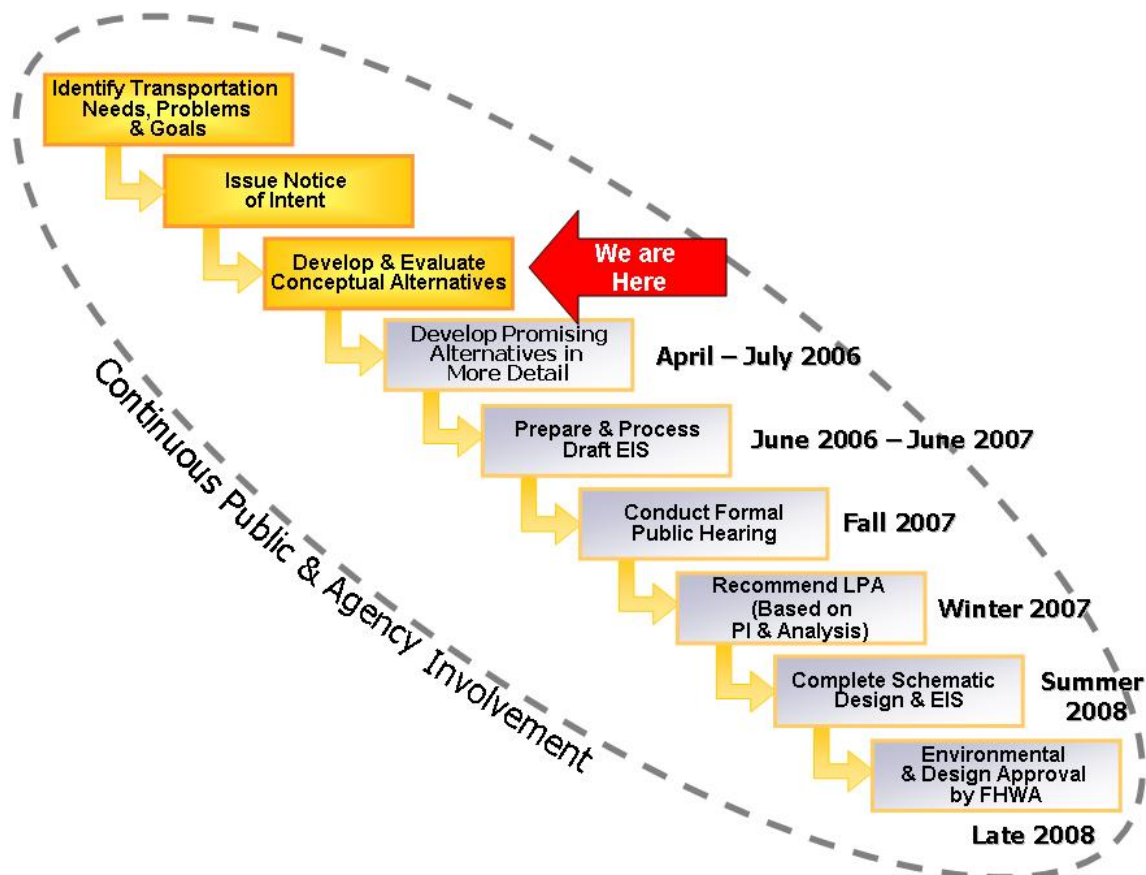 Identify Transportation
Needs, Problems
& Goals
Issue Notice
of Intent
Develop & Evaluate
Conceptual Alternatives
We are
Here
Develop Promising
Alternatives in
More Detail
April – July 2006
Prepare & Process
Draft EIS
June 2006 – June 2007
Conduct Formal
Public Hearing
Fall 2007
Recommend LPA
(Based on
PI & Analysis)
Winter 2007
Complete Schematic
Design & EIS
Summer
2008
Environmental
& Design Approval
by FHWA
Late 2008
Continuous Public & Agency Involvement